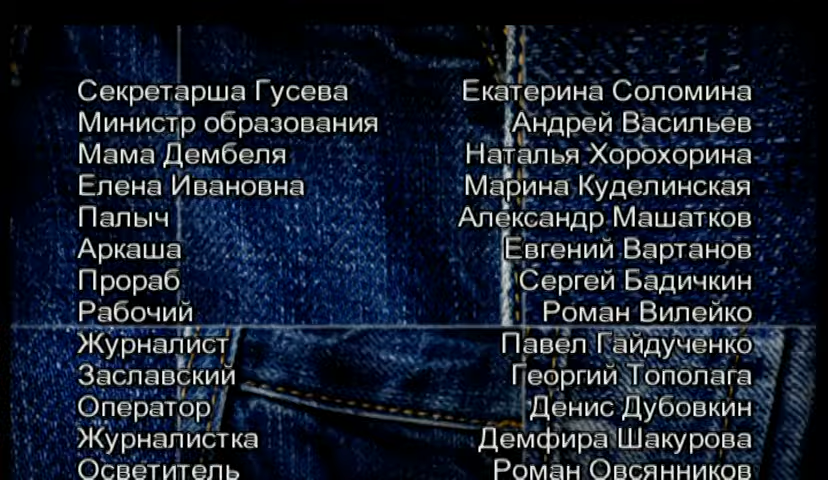 Секретарша Гусева Екатерина Соломина
Министр образования Андрей Васильев
Мама Дембеля Наталья Хорохорина
Елена Ивановна Марина Куделинская
Палыч Александр Машатков
Аркаша Евгений Вартанов
Прораб Сергей Бадичкин
Рабочий Роман Вилейко
Журналист Павел Гайдученко
Заславский Георгий Тополага
Оператор Денис Дубовкин
Журналистка Демфира Шакурова
Осветитель Роман Овсянников